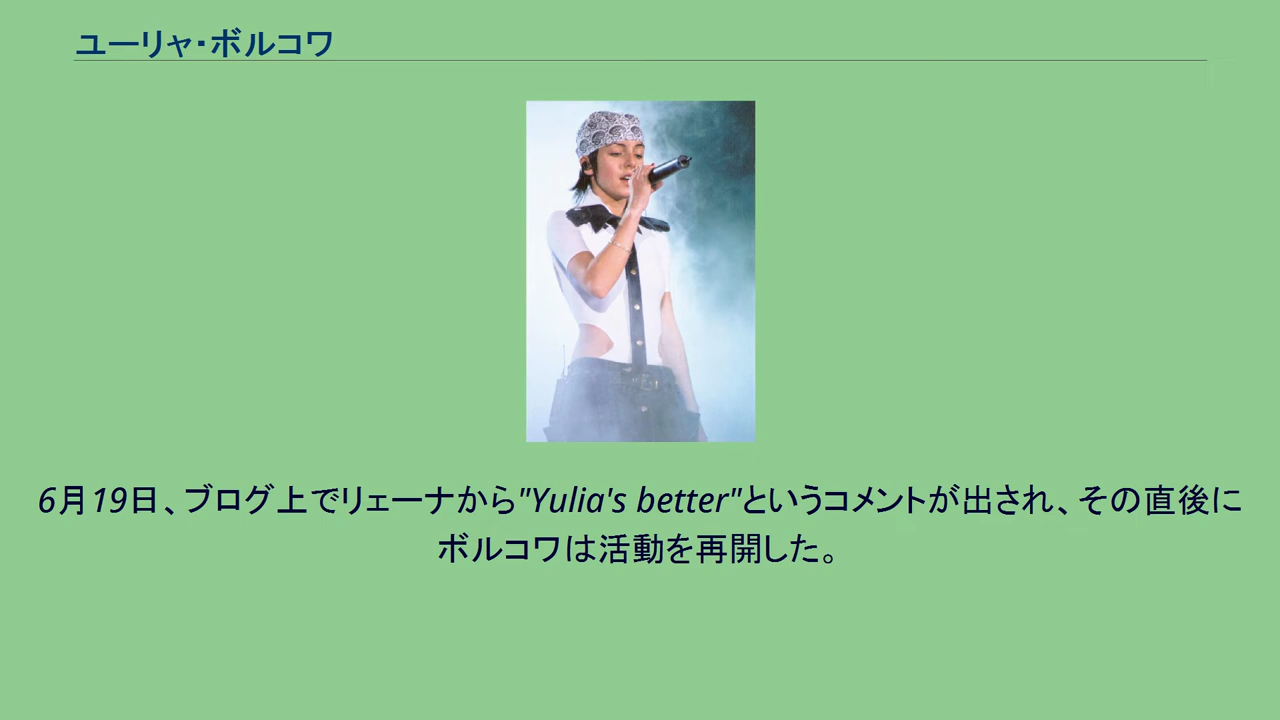 ユーリャ・ボルコワ
6月19日、ブログ上でリェーナから"Yulia's better"というコメントが出され、その直後に
ボルコワは活動を再開した。